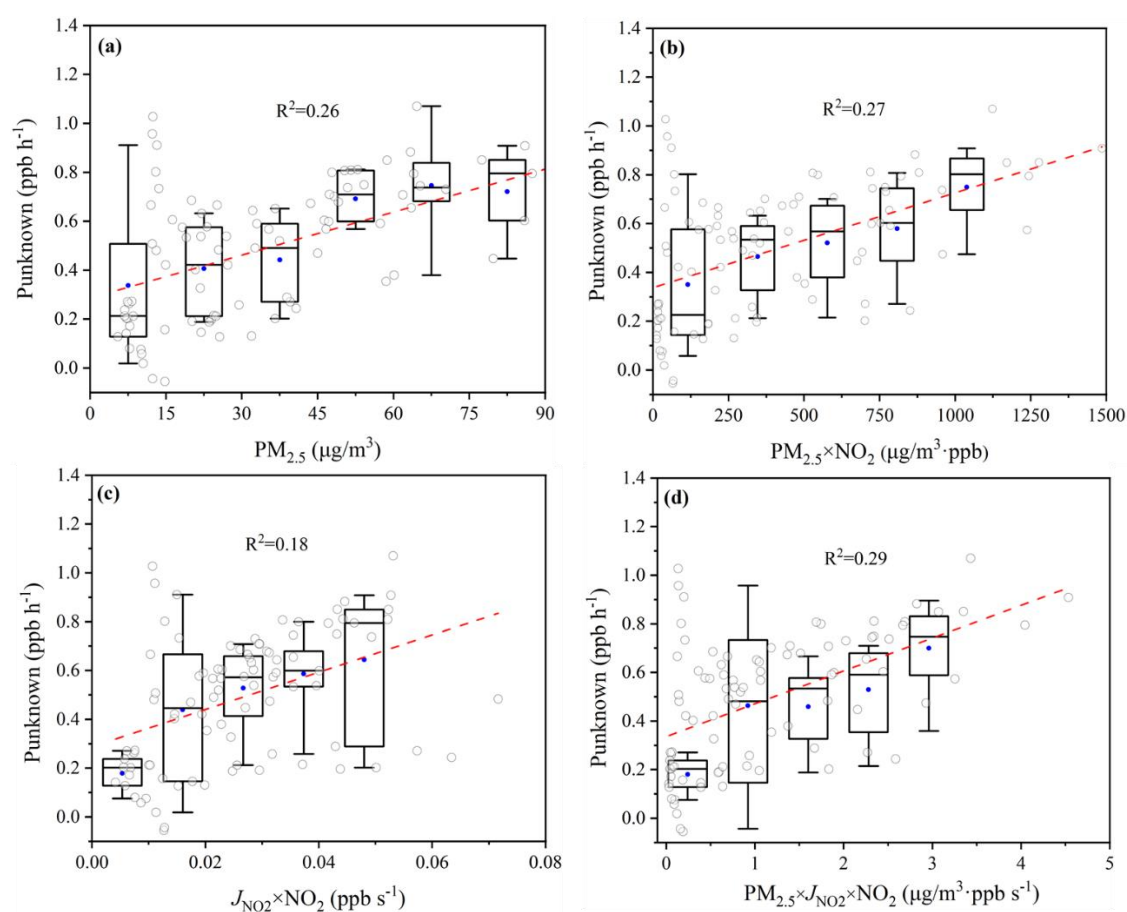 (a)
R²=0.26
1.4
1.2
1.0
0.8
0.6
0.4
0.2
0.0
Punknown (ppb h⁻¹)
0 15 30 45 60 75 90
PM₂.₅ (μg/m³)
(b)
R²=0.27
1.4
1.2
1.0
0.8
0.6
0.4
0.2
0.0
Punknown (ppb h⁻¹)
0 250 500 750 1000 1250 1500
PM₂.₅×NO₂ (μg/m³·ppb)
(c)
R²=0.18
1.4
1.2
1.0
0.8
0.6
0.4
0.2
0.0
Punknown (ppb h⁻¹)
0.00 0.02 0.04 0.06 0.08
J_NO2×NO₂ (ppb s⁻¹)
(d)
R²=0.29
1.4
1.2
1.0
0.8
0.6
0.4
0.2
0.0
Punknown (ppb h⁻¹)
0 1 2 3 4 5
PM₂.₅×J_NO2×NO₂ (μg/m³·ppb s⁻¹)